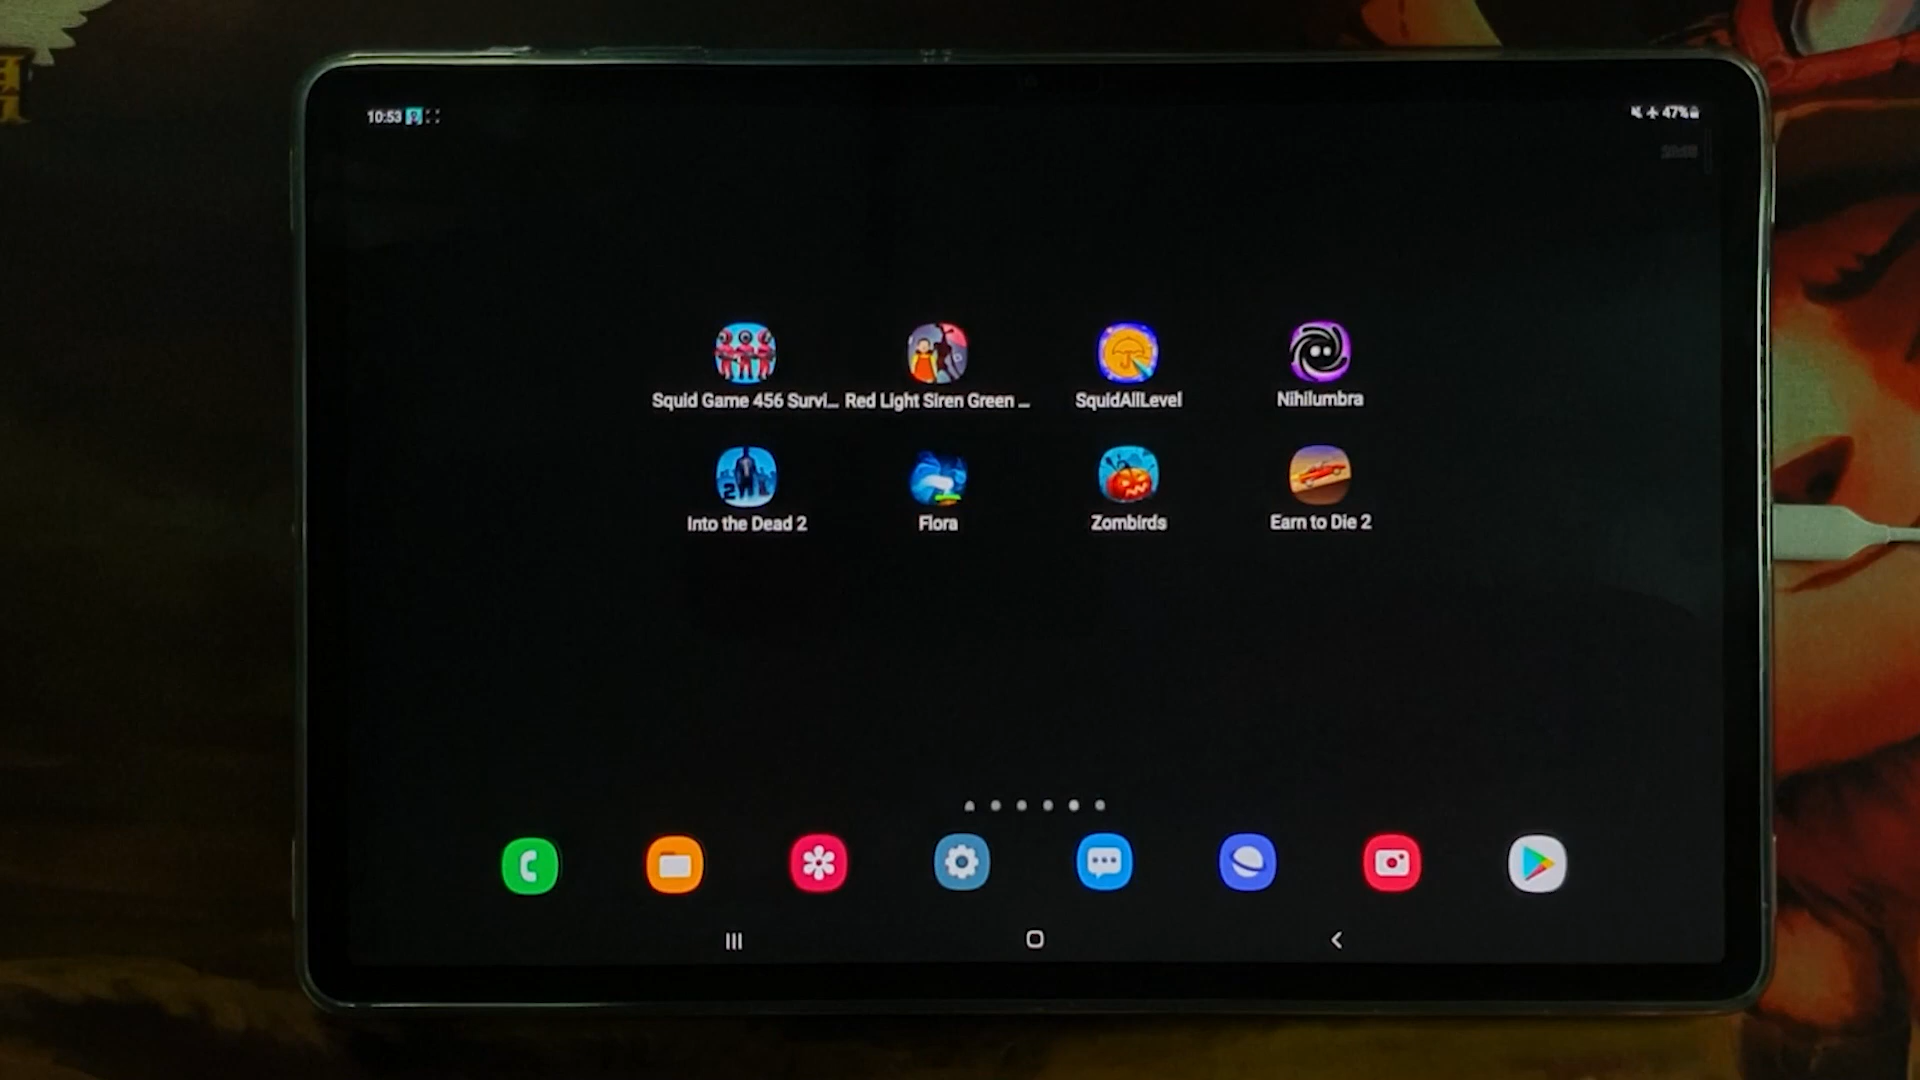 10:53
47%
Squid Game 456 Survi...
Red Light Siren Green ...
SquidAllLevel
Nihilumbra
Into the Dead 2
Flora
Zombirds
Earn to Die 2